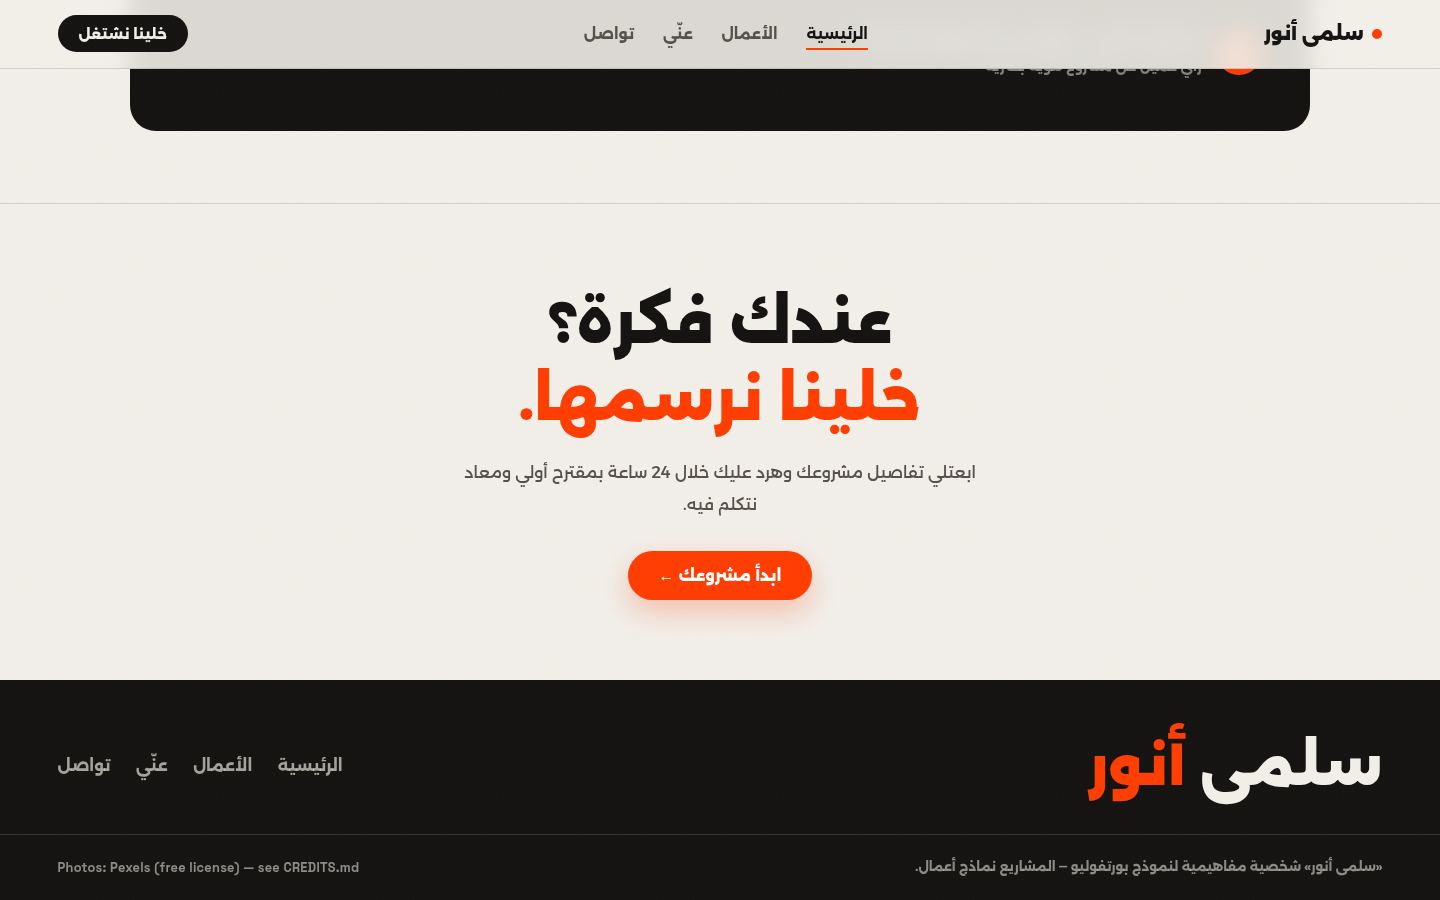 سلمى أنور
الرئيسية
الأعمال
عنّي
تواصل
خلينا نشتغل
عندك فكرة؟
خلينا نرسمها.
ابعتلي تفاصيل مشروعك وهرد عليك خلال 24 ساعة بمقترح أولي ومعاد
نتكلم فيه.
ابدأ مشروعك ←
سلمى أنور
الرئيسية
الأعمال
عنّي
تواصل
«سلمى أنور» شخصية مفاهيمية لنموذج بورتفوليو — المشاريع نماذج أعمال.
Photos: Pexels (free license) — see CREDITS.md